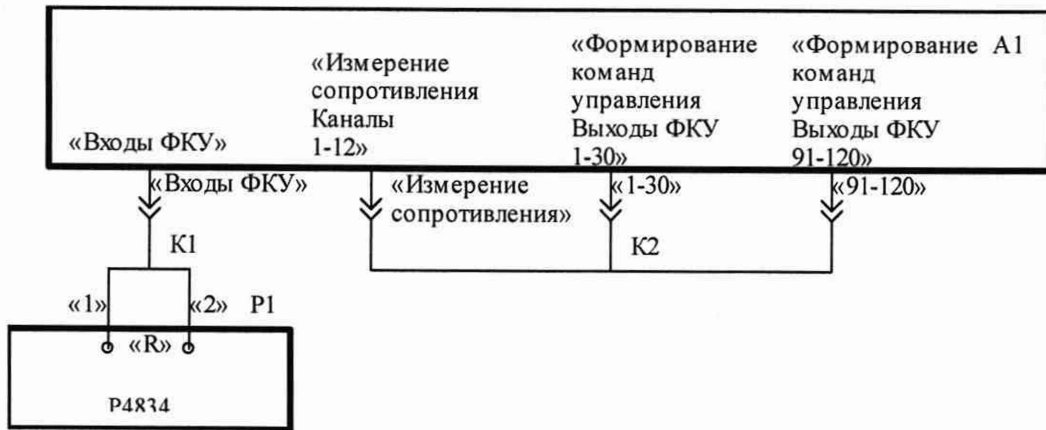 «Входы ФКУ»
«Измерение
сопротивления
Каналы
1-12»
«Формирование
команд
управления
Выходы ФКУ
1-30»
«Формирование
команд
управления
Выходы ФКУ
91-120»
А1
«Входы ФКУ»
«Измерение
сопротивления»
«1-30»
«91-120»
К1
К2
«1»
«2»
Р1
«R»
Р4834